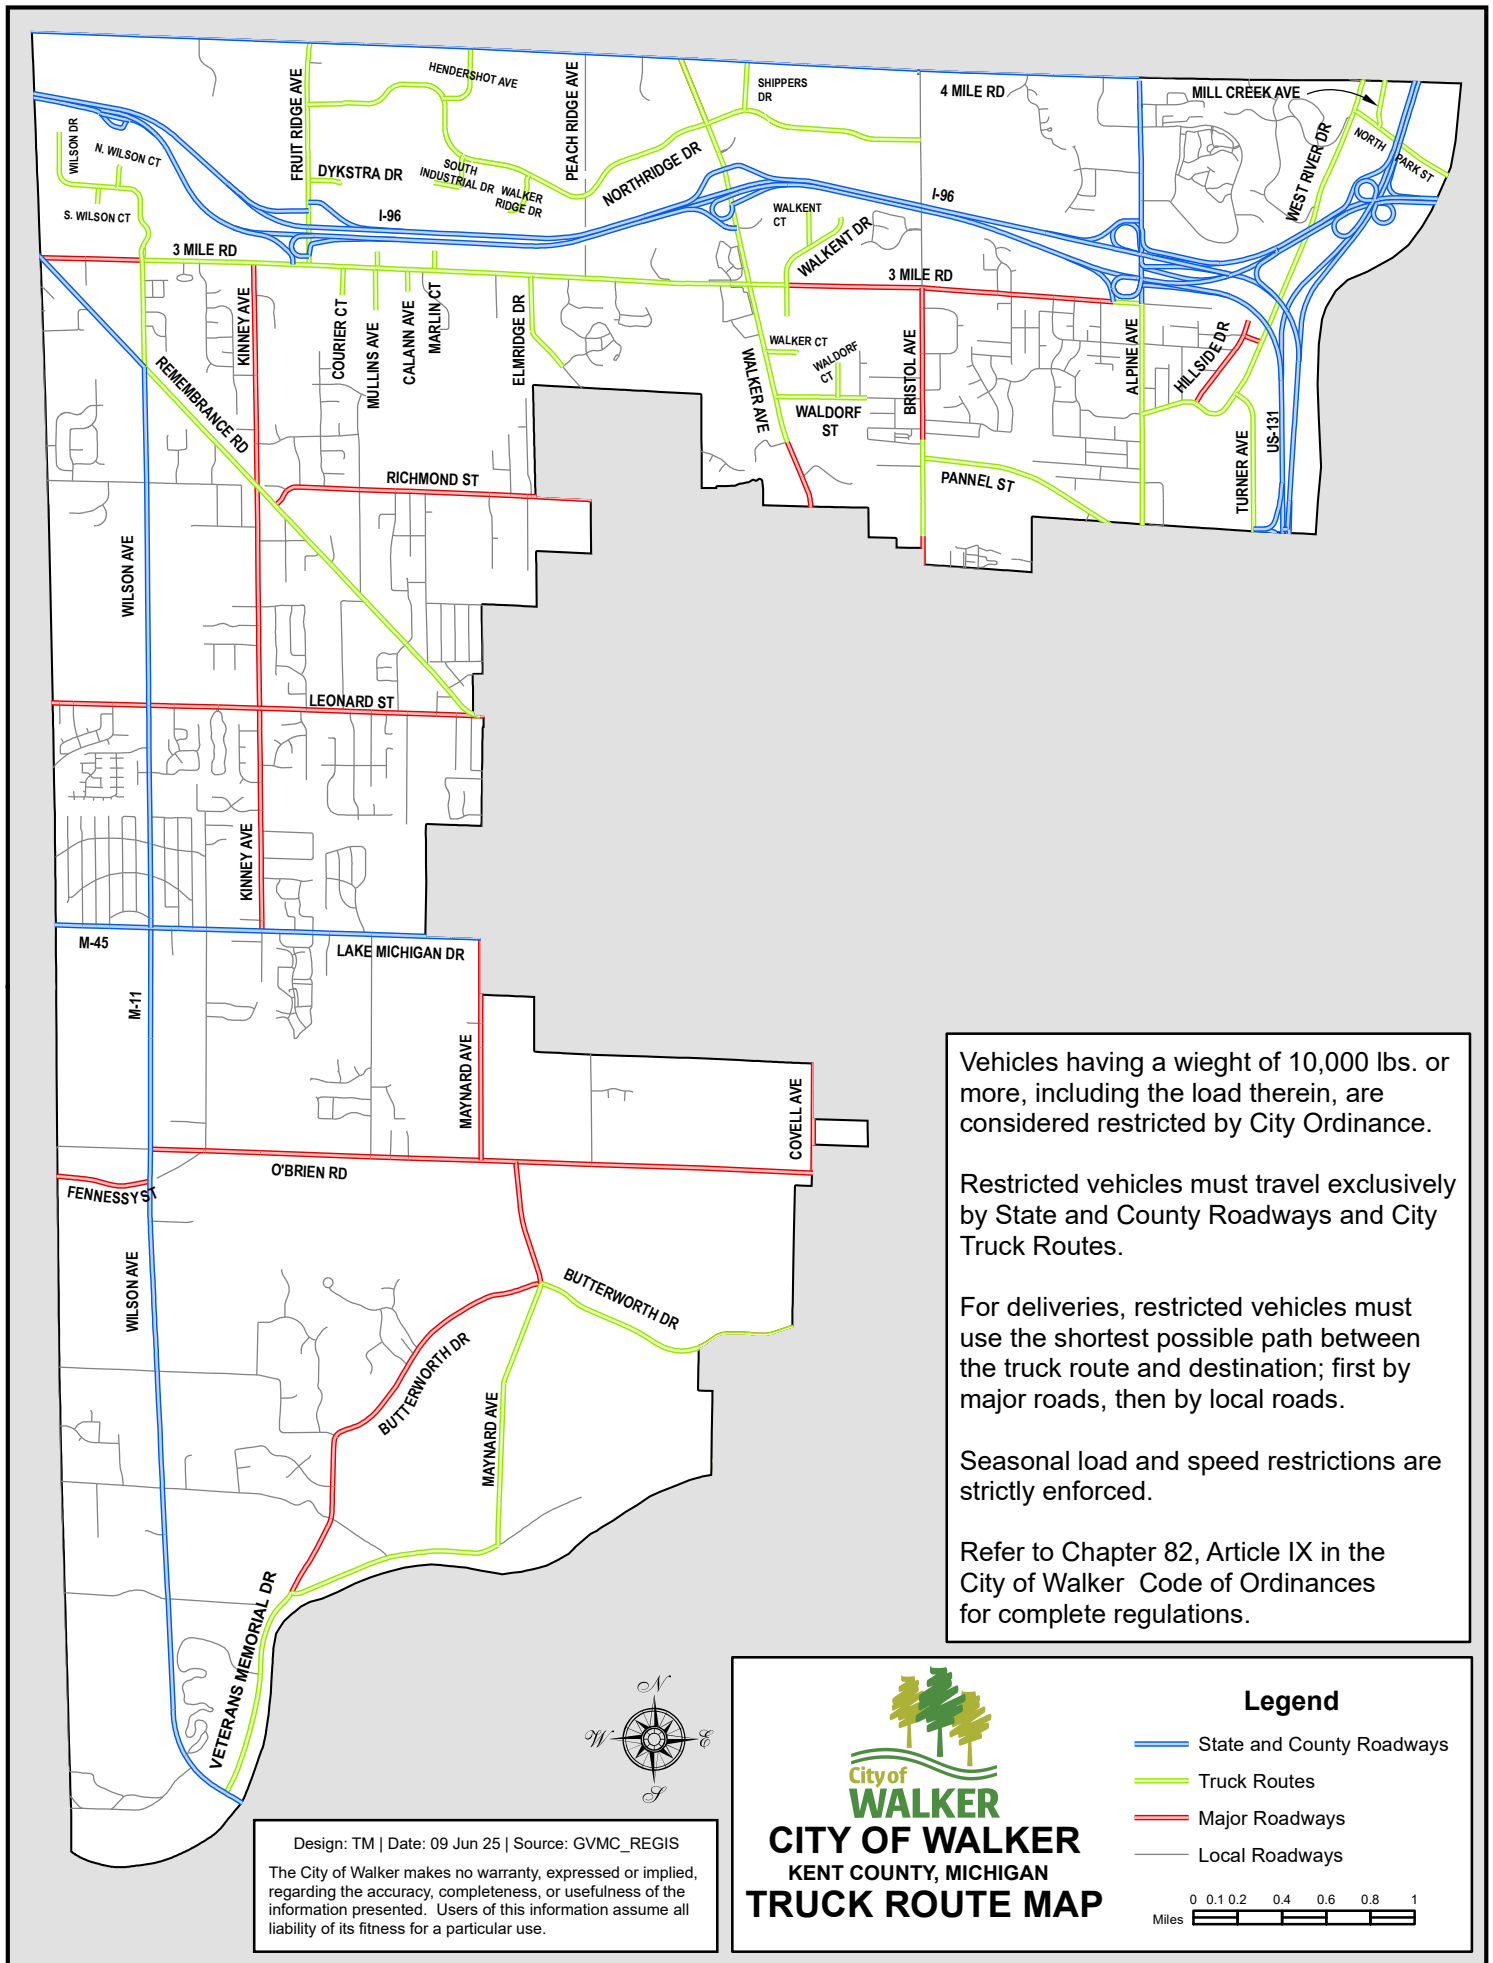 HENDERSHOT AVE
SHIPPERS
DR
4 MILE RD
MILL CREEK AVE
FRUIT RIDGE AVE
PEACH RIDGE AVE
WILSON DR
N. WILSON CT
S. WILSON CT
DYKSTRA DR
SOUTH
INDUSTRIAL DR
WALKER
RIDGE DR
NORTHRIDGE DR
WEST RIVER DR
NORTH
PARK ST
I-96
I-96
WALKENT
CT
WALKENT DR
3 MILE RD
3 MILE RD
KINNEY AVE
COURIER CT
MULLINS AVE
CALANN AVE
MARLIN CT
ELMRIDGE DR
WALKER AVE
WALKER CT
WALDORF
CT
WALDORF
ST
BRISTOL AVE
ALPINE AVE
HILLSIDE DR
TURNER AVE
US-131
REMEMBRANCE RD
RICHMOND ST
PANNEL ST
WILSON AVE
LEONARD ST
KINNEY AVE
M-45
LAKE MICHIGAN DR
M-11
MAYNARD AVE
COVELL AVE
O'BRIEN RD
FENNESSY ST
WILSON AVE
BUTTERWORTH DR
BUTTERWORTH DR
MAYNARD AVE
VETERANS MEMORIAL DR
Vehicles having a wieght of 10,000 lbs. or
more, including the load therein, are
considered restricted by City Ordinance.
Restricted vehicles must travel exclusively
by State and County Roadways and City
Truck Routes.
For deliveries, restricted vehicles must
use the shortest possible path between
the truck route and destination; first by
major roads, then by local roads.
Seasonal load and speed restrictions are
strictly enforced.
Refer to Chapter 82, Article IX in the
City of Walker Code of Ordinances
for complete regulations.
N
W
E
S
Design: TM | Date: 09 Jun 25 | Source: GVMC_REGIS
The City of Walker makes no warranty, expressed or implied,
regarding the accuracy, completeness, or usefulness of the
information presented. Users of this information assume all
liability of its fitness for a particular use.
City of
WALKER
CITY OF WALKER
KENT COUNTY, MICHIGAN
TRUCK ROUTE MAP
Legend
State and County Roadways
Truck Routes
Major Roadways
Local Roadways
0 0.1 0.2 0.4 0.6 0.8 1
Miles